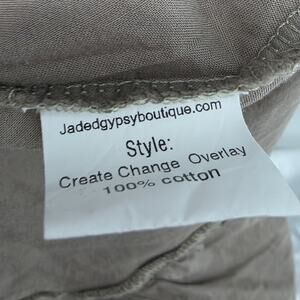 Jadedgypsyboutique.com
Style:
Create Change Overlay
100% cotton